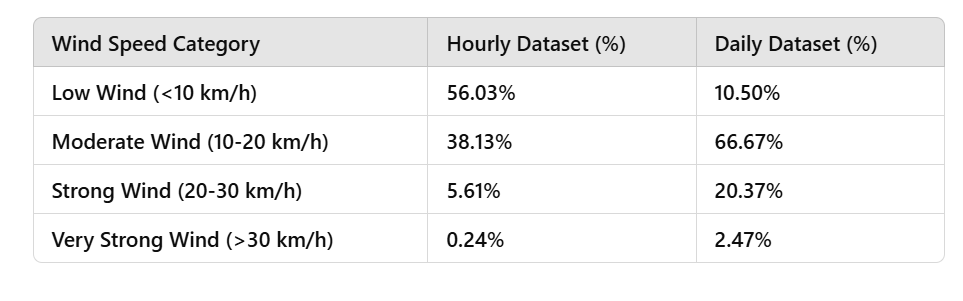 Wind Speed Category Hourly Dataset (%) Daily Dataset (%)
Low Wind (<10 km/h) 56.03% 10.50%
Moderate Wind (10-20 km/h) 38.13% 66.67%
Strong Wind (20-30 km/h) 5.61% 20.37%
Very Strong Wind (>30 km/h) 0.24% 2.47%